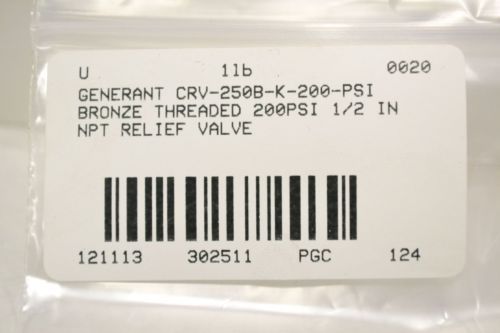 U 1lb 0020
GENERANT CRV-250B-K-200-PSI
BRONZE THREADED 200PSI 1/2 IN
NPT RELIEF VALVE
121113 302511 PGC 124